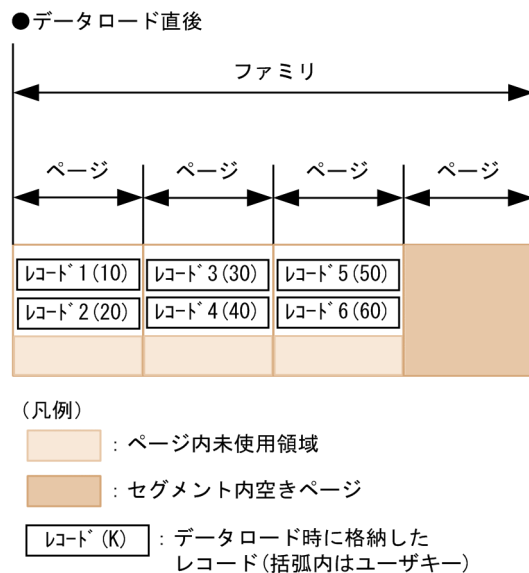 ●データロード直後
ファミリ
ページ ページ ページ ページ
ﾚｺｰﾄﾞ1(10) ﾚｺｰﾄﾞ3(30) ﾚｺｰﾄﾞ5(50)
ﾚｺｰﾄﾞ2(20) ﾚｺｰﾄﾞ4(40) ﾚｺｰﾄﾞ6(60)
（凡例）
：ページ内未使用領域
：セグメント内空きページ
ﾚｺｰﾄﾞ(K) ：データロード時に格納した
レコード(括弧内はユーザキー)